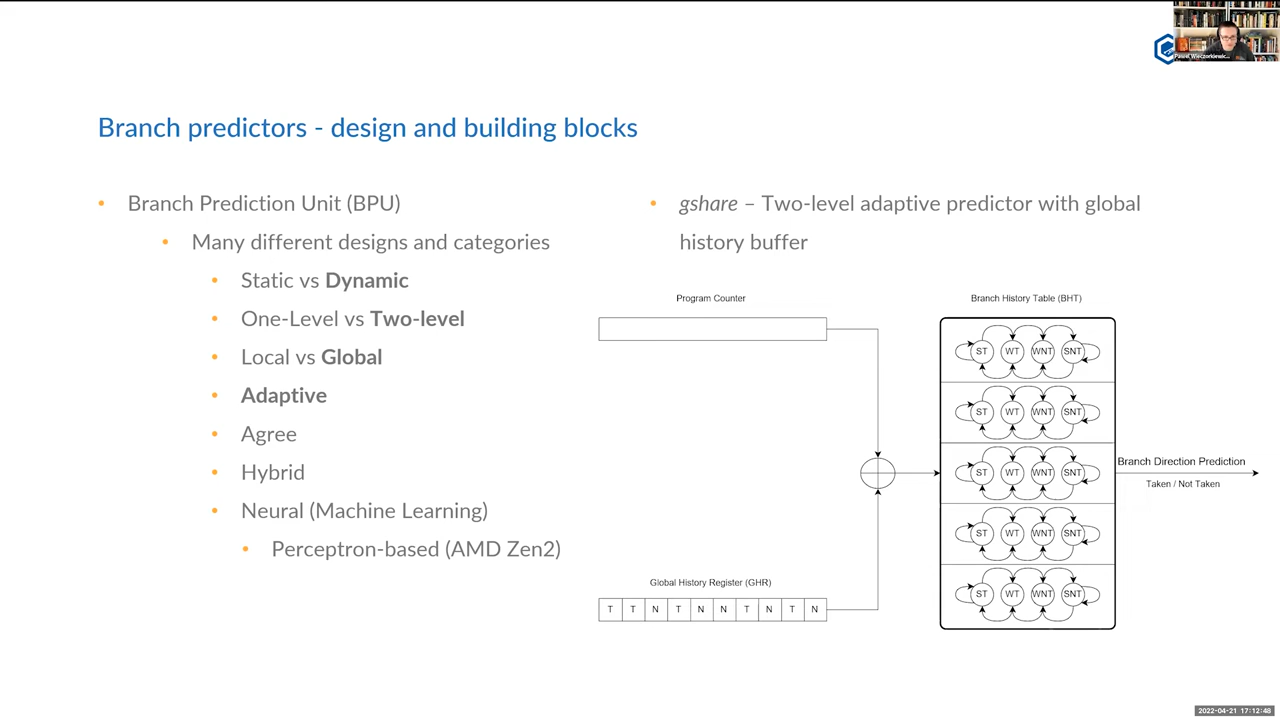 Paweł Wieczorkiewic...
Branch predictors - design and building blocks
Branch Prediction Unit (BPU)
Many different designs and categories
Static vs Dynamic
One-Level vs Two-level
Local vs Global
Adaptive
Agree
Hybrid
Neural (Machine Learning)
Perceptron-based (AMD Zen2)
gshare – Two-level adaptive predictor with global
history buffer
Program Counter
Branch History Table (BHT)
ST WT WNT SNT
ST WT WNT SNT
ST WT WNT SNT
ST WT WNT SNT
ST WT WNT SNT
Branch Direction Prediction
Taken / Not Taken
Global History Register (GHR)
T T N T N N T N T N
2022-04-21 17:12:48